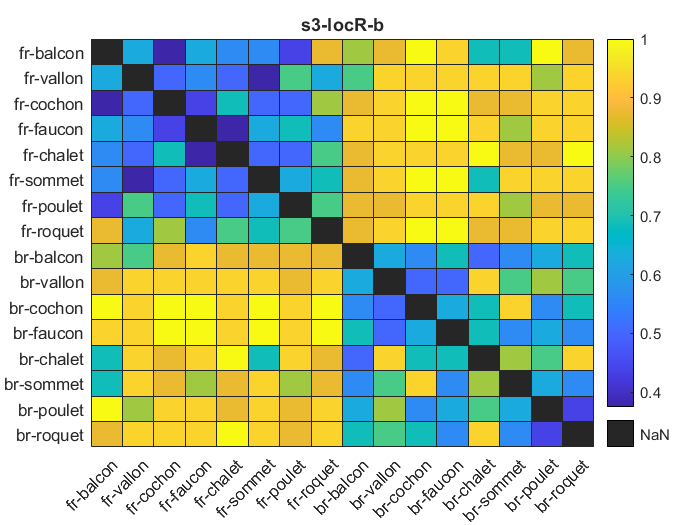 s3-locR-b
fr-balcon
fr-vallon
fr-cochon
fr-faucon
fr-chalet
fr-sommet
fr-poulet
fr-roquet
br-balcon
br-vallon
br-cochon
br-faucon
br-chalet
br-sommet
br-poulet
br-roquet
fr-balcon
fr-vallon
fr-cochon
fr-faucon
fr-chalet
fr-sommet
fr-poulet
fr-roquet
br-balcon
br-vallon
br-cochon
br-faucon
br-chalet
br-sommet
br-poulet
br-roquet
1
0.9
0.8
0.7
0.6
0.5
0.4
NaN